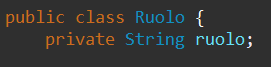 public class Ruolo {
    private String ruolo;